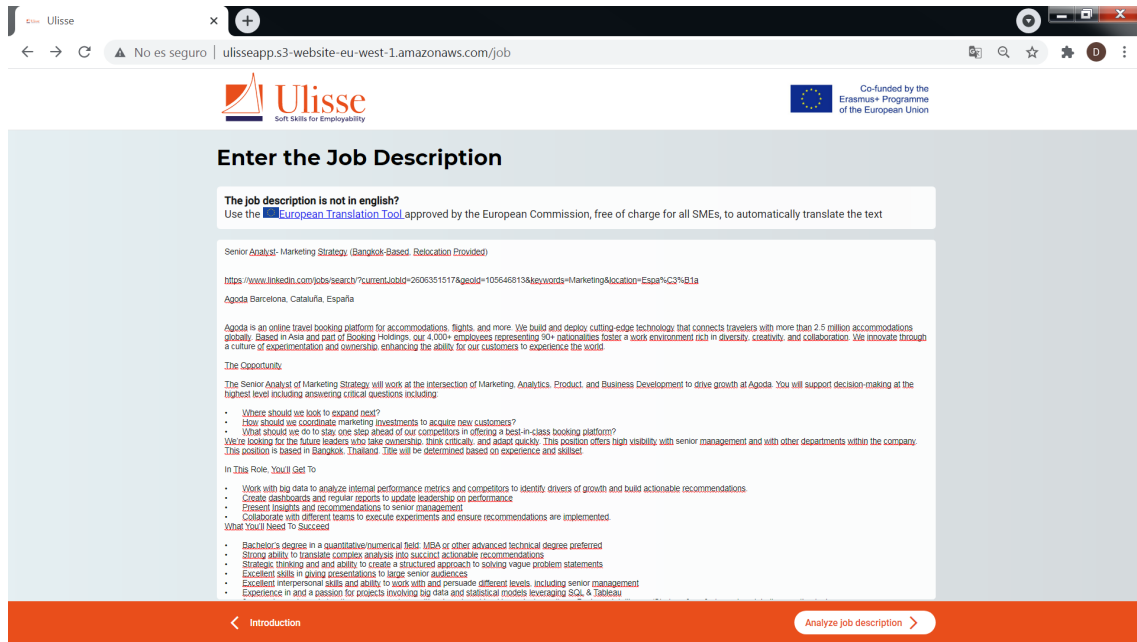 Ulisse
No es seguro | ulisseapp.s3-website-eu-west-1.amazonaws.com/job
D
Ulisse
Soft Skills for Employability
Co-funded by the
Erasmus+ Programme
of the European Union
Enter the Job Description
The job description is not in english?
Use the European Translation Tool approved by the European Commission, free of charge for all SMEs, to automatically translate the text
Senior Analyst- Marketing Strategy (Bangkok-Based, Relocation Provided)
https://www.linkedin.com/jobs/search/?currentJobId=2606351517&geoId=105646813&keywords=Marketing&location=Espa%C3%B1a
Agoda Barcelona, Cataluña, España
Agoda is an online travel booking platform for accommodations, flights, and more. We build and deploy cutting-edge technology that connects travelers with more than 2.5 million accommodations
globally. Based in Asia and part of Booking Holdings, our 4,000+ employees representing 90+ nationalities foster a work environment rich in diversity, creativity, and collaboration. We innovate through
a culture of experimentation and ownership, enhancing the ability for our customers to experience the world.
The Opportunity
The Senior Analyst of Marketing Strategy will work at the intersection of Marketing, Analytics, Product, and Business Development to drive growth at Agoda. You will support decision-making at the
highest level including answering critical questions including:
• Where should we look to expand next?
• How should we coordinate marketing investments to acquire new customers?
• What should we do to stay one step ahead of our competitors in offering a best-in-class booking platform?
We're looking for the future leaders who take ownership, think critically, and adapt quickly. This position offers high visibility with senior management and with other departments within the company.
This position is based in Bangkok, Thailand. Title will be determined based on experience and skillset.
In This Role, You'll Get To
• Work with big data to analyze internal performance metrics and competitors to identify drivers of growth and build actionable recommendations.
• Create dashboards and regular reports to update leadership on performance
• Present Insights and recommendations to senior management
• Collaborate with different teams to execute experiments and ensure recommendations are implemented.
What You'll Need To Succeed
• Bachelor's degree in a quantitative/numerical field; MBA or other advanced technical degree preferred
• Strong ability to translate complex analysis into succinct actionable recommendations
• Strategic thinking and and ability to create a structured approach to solving vague problem statements
• Excellent skills in giving presentations to large senior audiences
• Excellent interpersonal skills and ability to work with and persuade different levels, including senior management
• Experience in and a passion for projects involving big data and statistical models leveraging SQL & Tableau
Introduction
Analyze job description